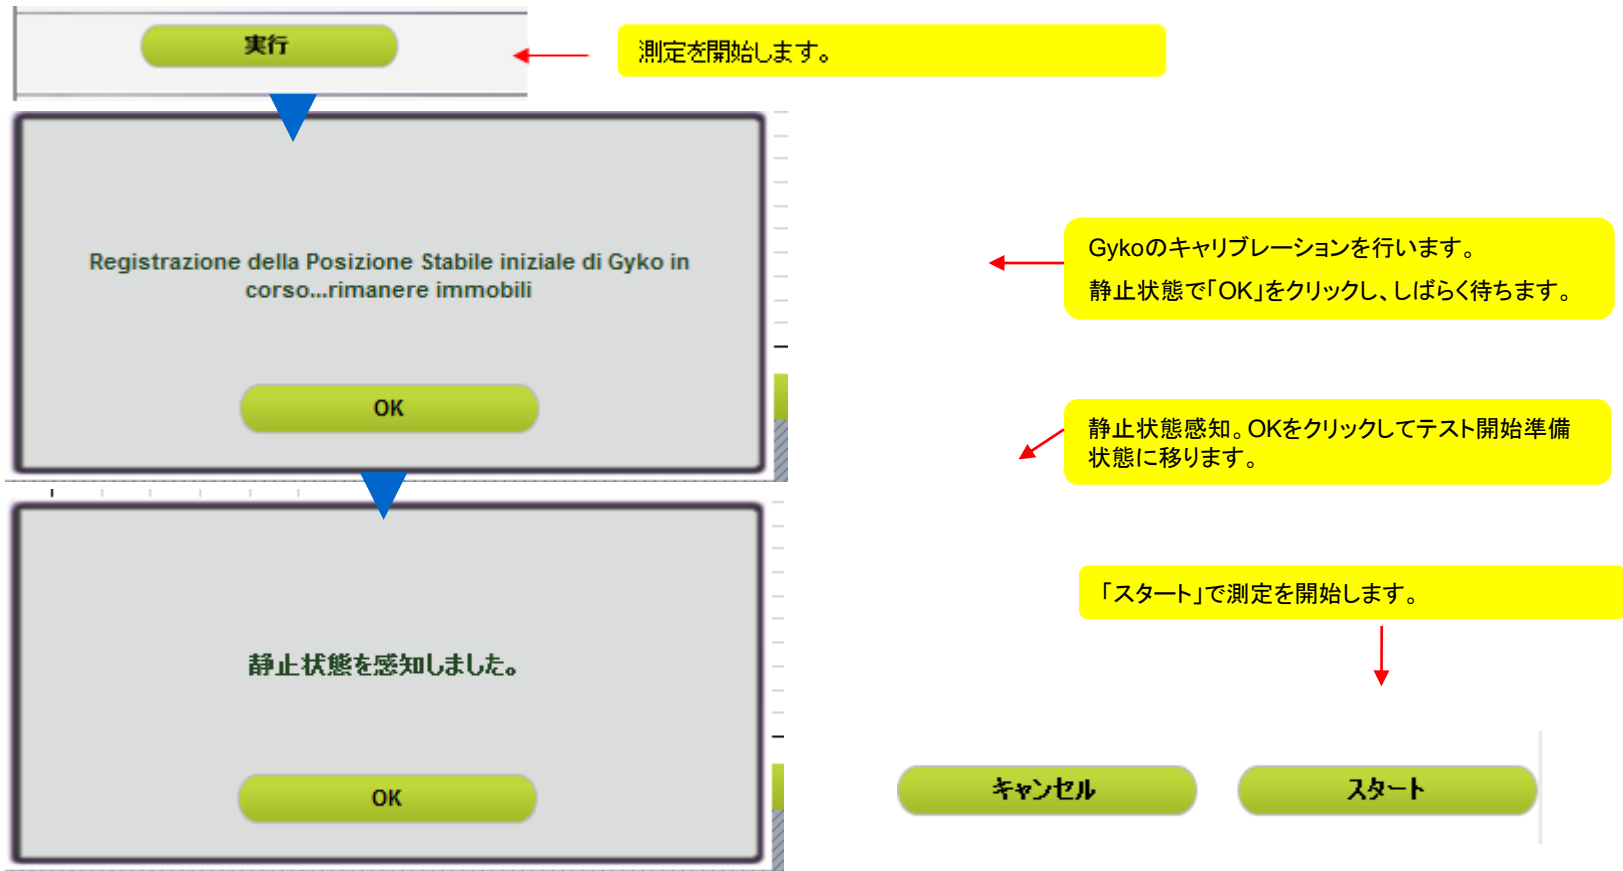 実行
測定を開始します。
Registrazione della Posizione Stabile iniziale di Gyko in
corso...rimanere immobili
OK
Gykoのキャリブレーションを行います。
静止状態で「OK」をクリックし、しばらく待ちます。
静止状態感知。OKをクリックしてテスト開始準備
状態に移ります。
静止状態を感知しました。
OK
「スタート」で測定を開始します。
キャンセル
スタート